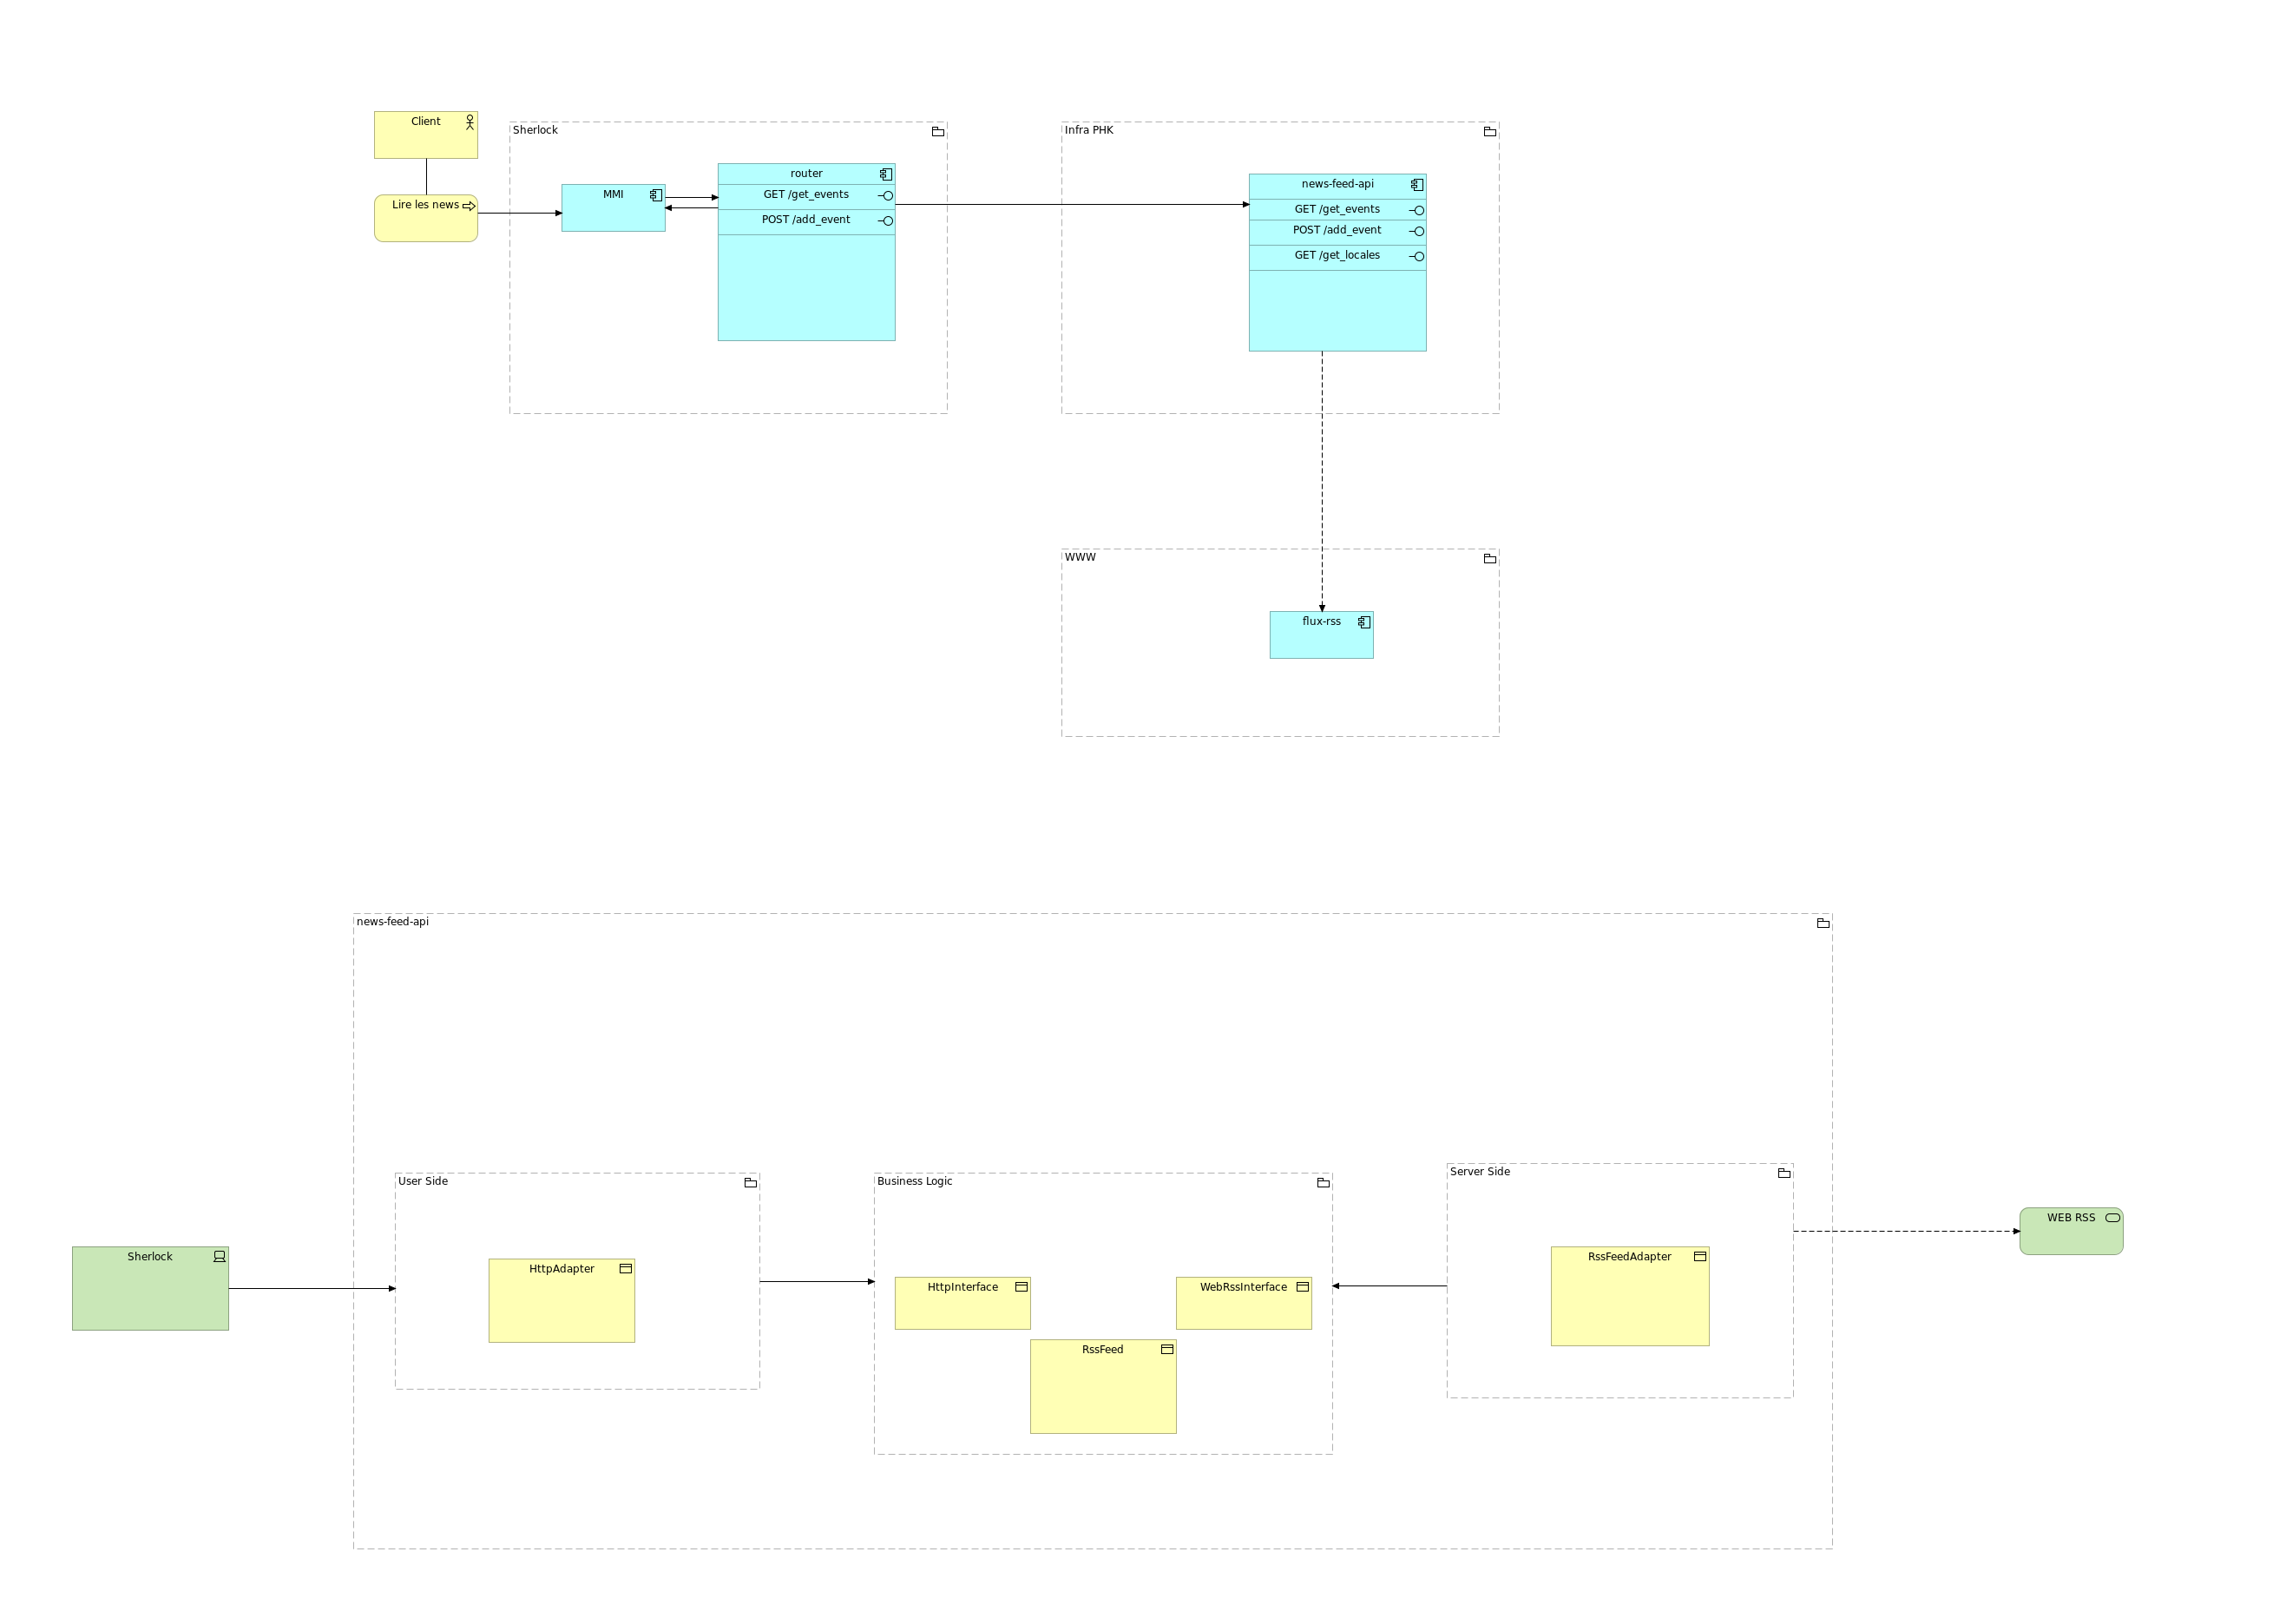 Client
Lire les news
Sherlock
MMI
router
GET /get_events
POST /add_event
Infra PHK
news-feed-api
GET /get_events
POST /add_event
GET /get_locales
WWW
flux-rss
news-feed-api
Sherlock
User Side
HttpAdapter
Business Logic
HttpInterface
WebRssInterface
RssFeed
Server Side
RssFeedAdapter
WEB RSS